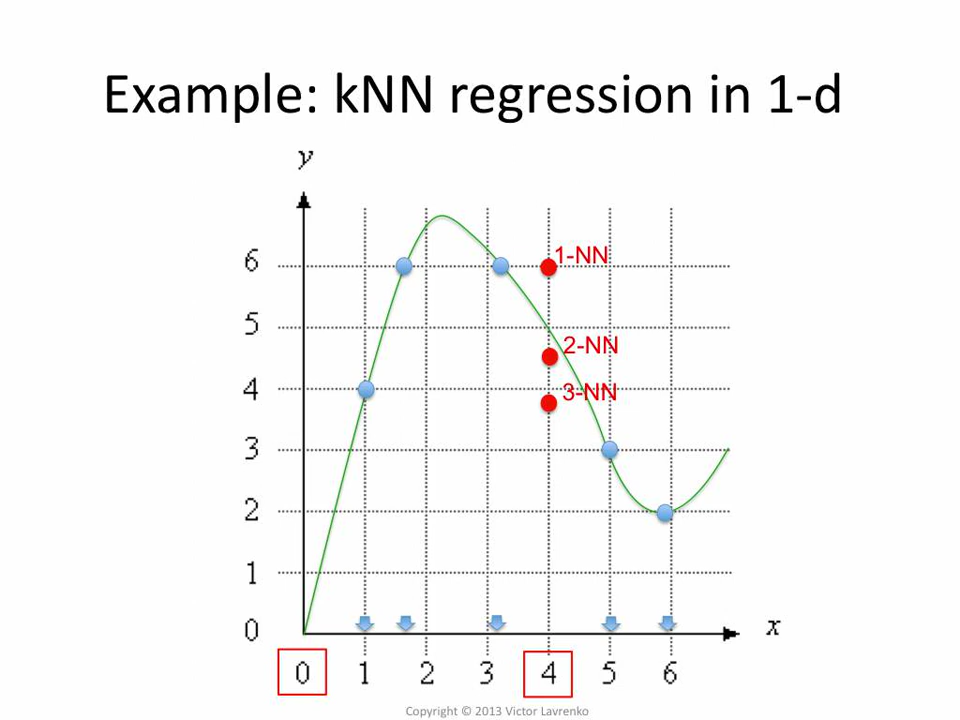 Example: kNN regression in 1-d
y
6
1-NN
5
2-NN
4
3-NN
3
2
1
0
x
0 1 2 3 4 5 6
Copyright © 2013 Victor Lavrenko